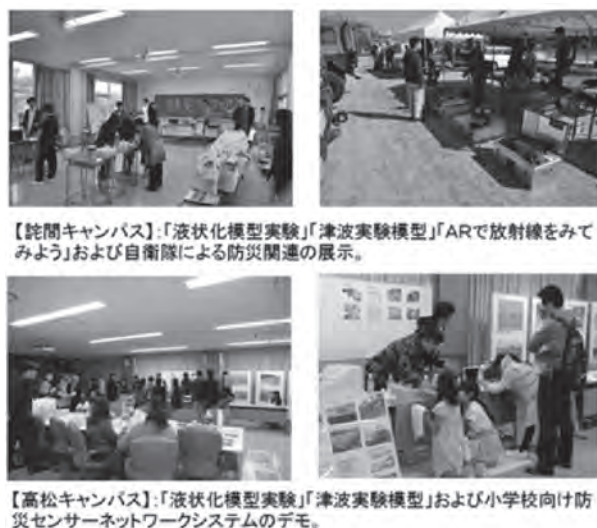 【詫間キャンパス】:「液状化模型実験」「津波実験模型」「ARで放射線をみて
みよう」および自衛隊による防災関連の展示。
【高松キャンパス】:「液状化模型実験」「津波実験模型」および小学校向け防
災センサーネットワークシステムのデモ。